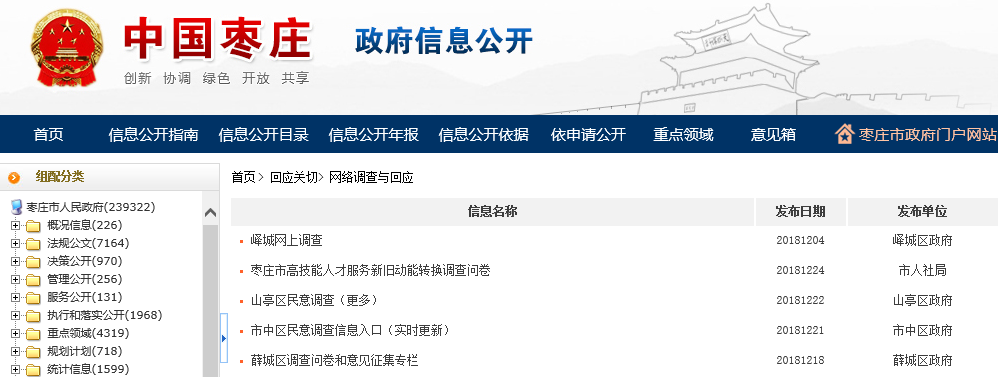 中国枣庄
创新 协调 绿色 开放 共享
政府信息公开
首页 信息公开指南 信息公开目录 信息公开年报 信息公开依据 依申请公开 重点领域 意见箱 枣庄市政府门户网站
组配分类
枣庄市人民政府(239322)
概况信息(226)
法规公文(7164)
决策公开(970)
管理公开(256)
服务公开(131)
执行和落实公开(1968)
重点领域(4319)
规划计划(718)
统计信息(1599)
首页> 回应关切> 网络调查与回应
信息名称 发布日期 发布单位
峄城网上调查 20181204 峄城区政府
枣庄市高技能人才服务新旧动能转换调查问卷 20181224 市人社局
山亭区民意调查（更多） 20181222 山亭区政府
市中区民意调查信息入口（实时更新） 20181221 市中区政府
薛城区调查问卷和意见征集专栏 20181218 薛城区政府